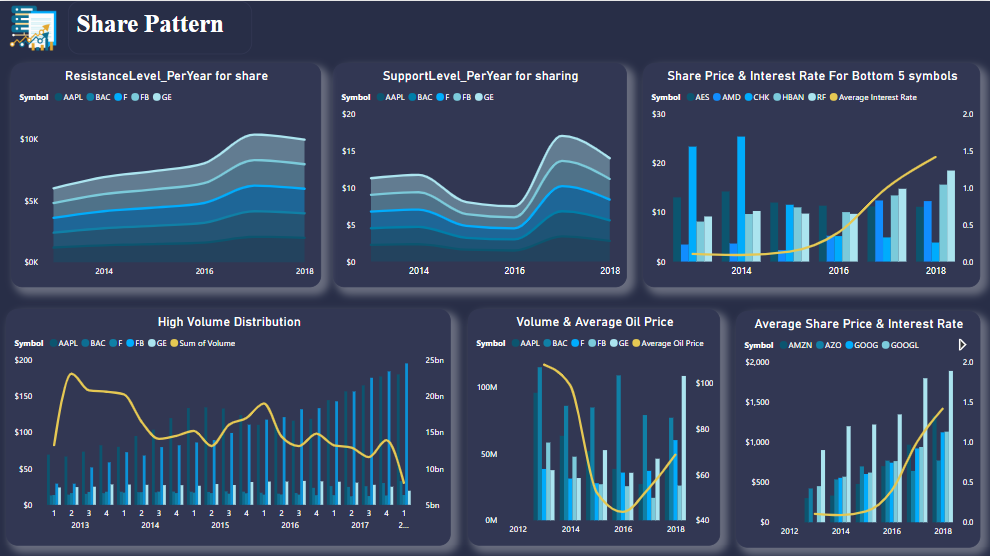 Share Pattern
ResistanceLevel_PerYear for share
Symbol AAPL BAC F FB GE
$10K
$5K
$0K
2014 2016 2018
SupportLevel_PerYear for sharing
Symbol AAPL BAC F FB GE
$20
$15
$10
$5
$0
2014 2016 2018
Share Price & Interest Rate For Bottom 5 symbols
Symbol AES AMD CHK HBAN RF Average Interest Rate
$30 2.0
1.5
$20
1.0
$10
0.5
$0 0.0
2014 2016 2018
High Volume Distribution
Symbol AAPL BAC F FB GE Sum of Volume
$200 25bn
$150 20bn
$100 15bn
$50 10bn
$0 5bn
1 2 3 4 1 2 3 4 1 2 3 4 1 2 3 4 1 2 3 4 1
2013 2014 2015 2016 2017 2...
Volume & Average Oil Price
Symbol AAPL BAC F FB GE Average Oil Price
100M $100
$80
50M $60
0M $40
2012 2014 2016 2018
Average Share Price & Interest Rate
Symbol AMZN AZO GOOG GOOGL
$2,000 2.0
$1,500 1.5
$1,000 1.0
$500 0.5
$0 0.0
2012 2014 2016 2018